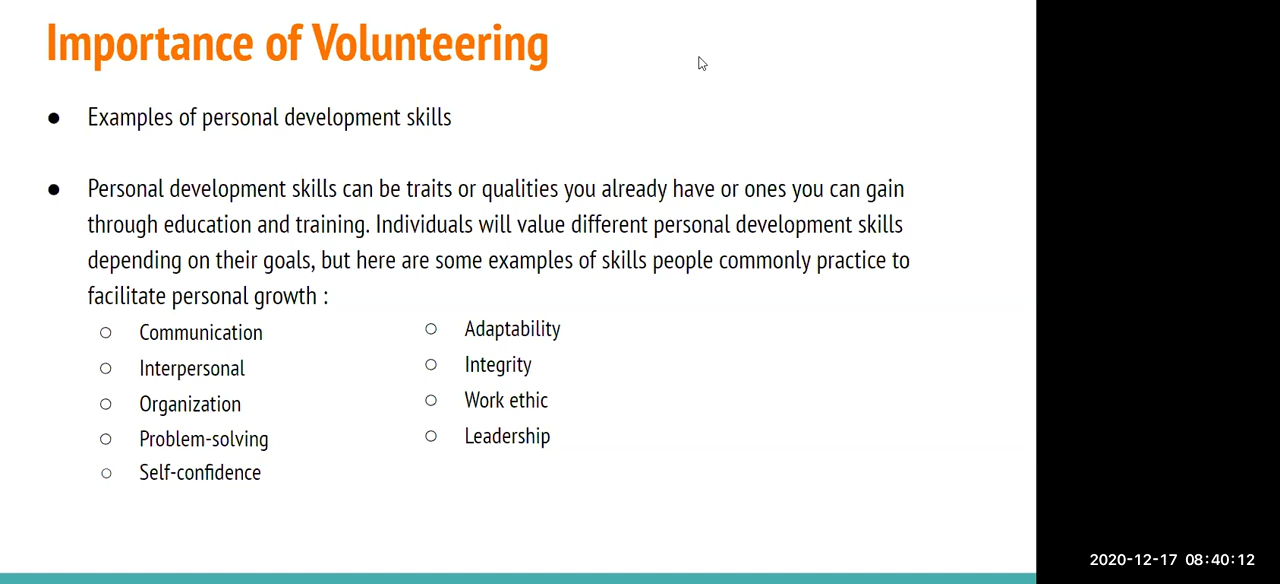 Importance of Volunteering
● Examples of personal development skills
● Personal development skills can be traits or qualities you already have or ones you can gain
through education and training. Individuals will value different personal development skills
depending on their goals, but here are some examples of skills people commonly practice to
facilitate personal growth :
○ Communication
○ Interpersonal
○ Organization
○ Problem-solving
○ Self-confidence
○ Adaptability
○ Integrity
○ Work ethic
○ Leadership
2020-12-17 08:40:12